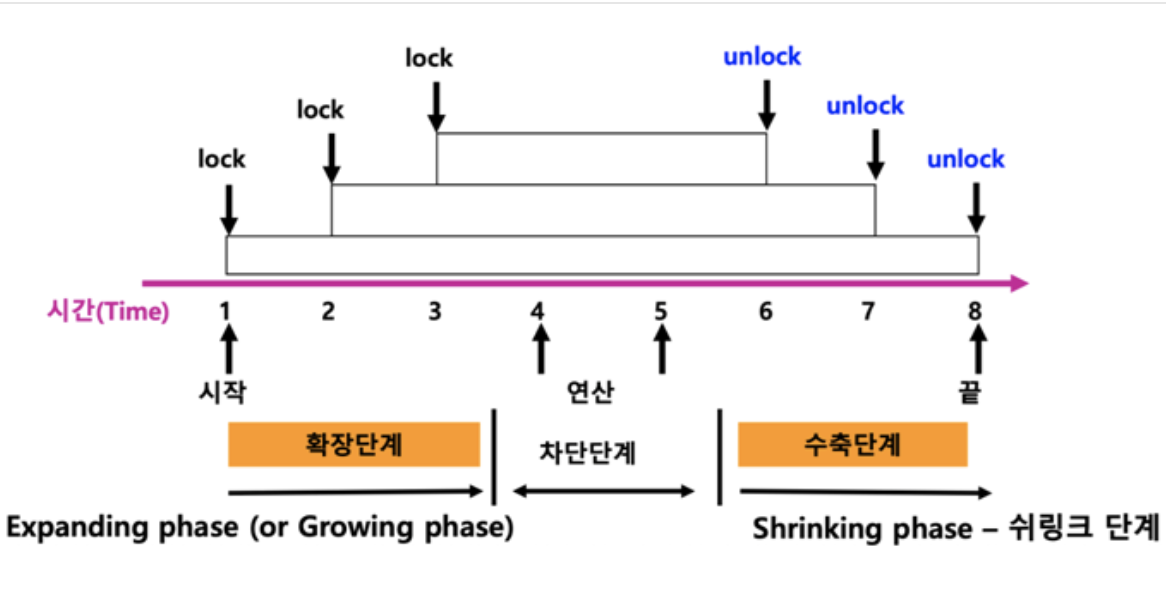 lock
unlock
lock
unlock
lock
unlock
시간(Time)
1 2 3 4 5 6 7 8
시작 연산 끝
확장단계 차단단계 수축단계
Expanding phase (or Growing phase)
Shrinking phase – 쉬링크 단계